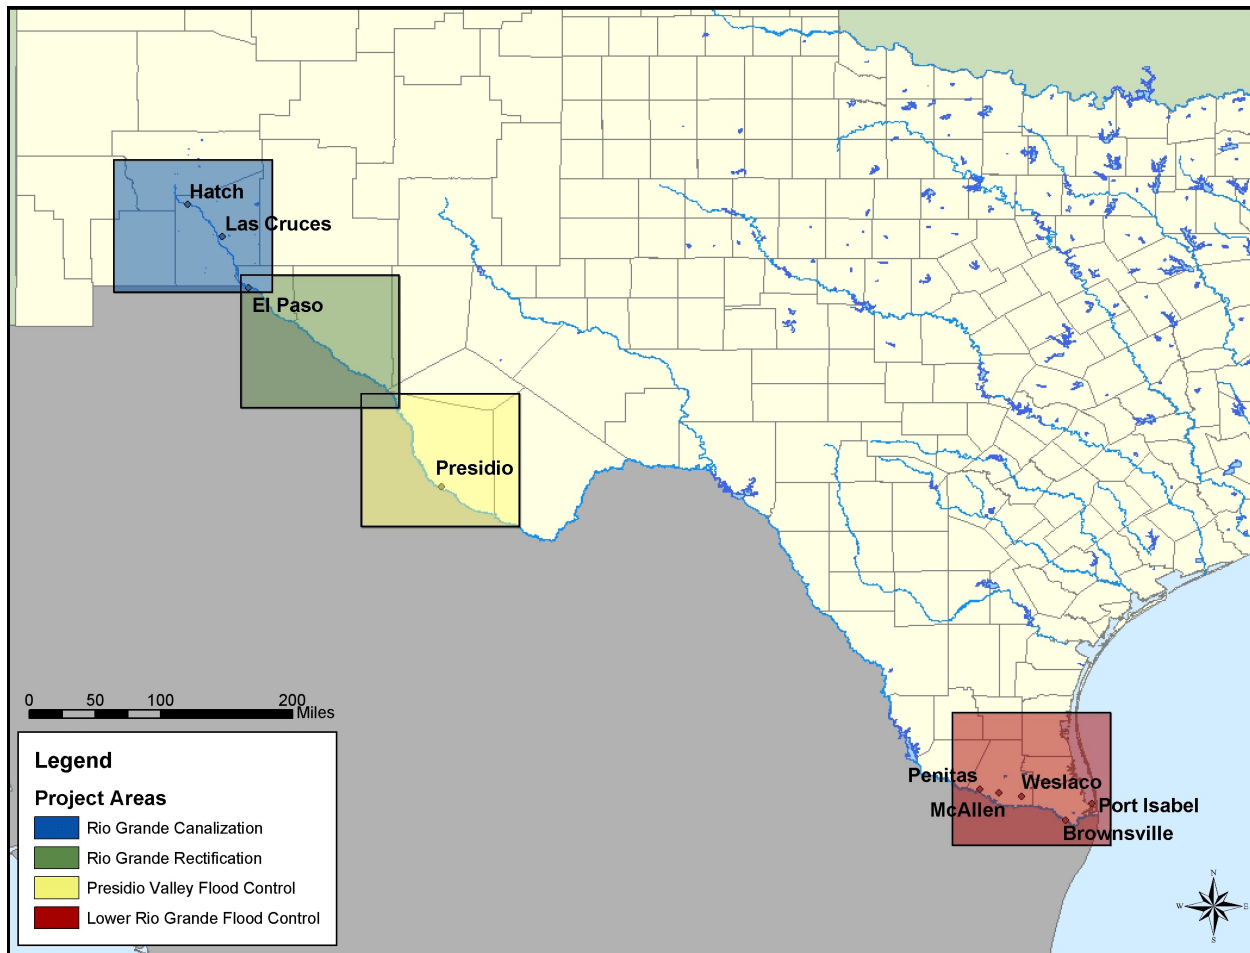 Hatch
Las Cruces
El Paso
Presidio
0 50 100 200
Miles
Penitas
Weslaco
McAllen
Port Isabel
Brownsville
Legend
Project Areas
Rio Grande Canalization
Rio Grande Rectification
Presidio Valley Flood Control
Lower Rio Grande Flood Control
N
W
E
S